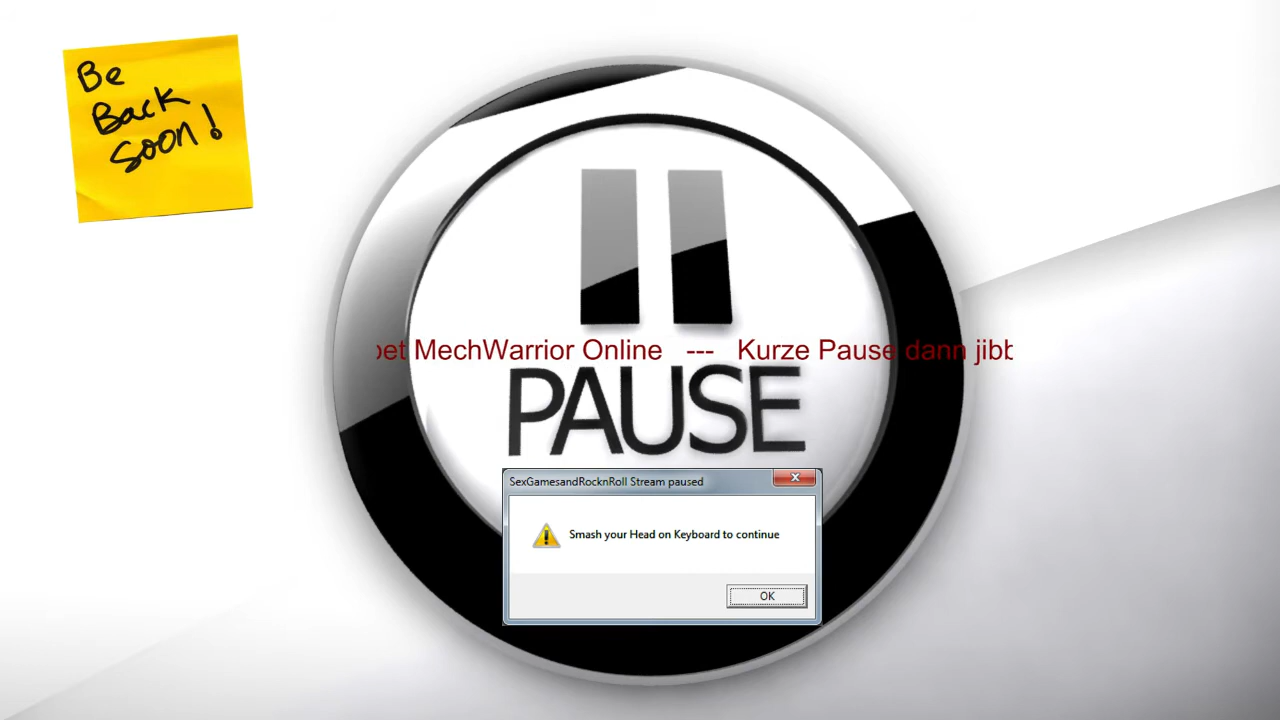 Be
Back
Soon!
MechWarrior Online --- Kurze Pause dann
PAUSE
SexGamesandRocknRoll Stream paused
Smash your Head on Keyboard to continue
OK